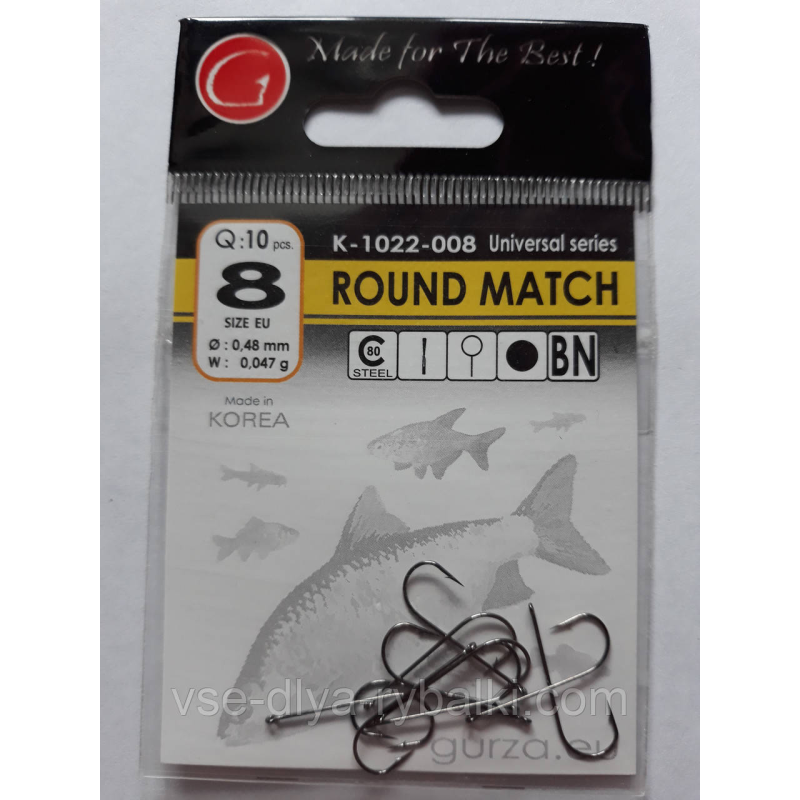 G
Made for The Best!
Q:10 pcs.
8
SIZE EU
Ø : 0,48 mm
W : 0,047 g
K-1022-008 Universal series
ROUND MATCH
C 80 STEEL
BN
Made in
KOREA
vse-dlya-rybalki.com
gurza.eu